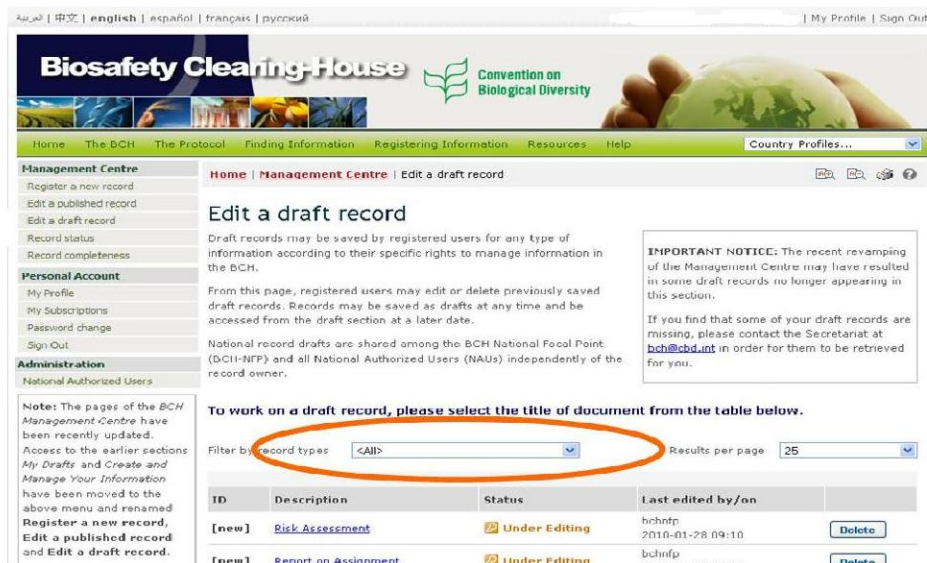 العربية | 中文 | english | español | français | русский
| My Profile | Sign Out
Biosafety Clearing-House
Convention on
Biological Diversity
Home The BCH The Protocol Finding Information Registering Information Resources Help
Country Profiles...
Management Centre
Register a new record
Edit a published record
Edit a draft record
Record status
Record completeness
Personal Account
My Profile
My Subscriptions
Password change
Sign Out
Administration
National Authorized Users
Note: The pages of the BCH
Management Centre have
been recently updated.
Access to the earlier sections
My Drafts and Create and
Manage Your Information
have been moved to the
above menu and renamed
Register a new record,
Edit a published record
and Edit a draft record.
Home | Management Centre | Edit a draft record
Edit a draft record
Draft records may be saved by registered users for any type of
information according to their specific rights to manage information in
the BCH.
From this page, registered users may edit or delete previously saved
draft records. Records may be saved as drafts at any time and be
accessed from the draft section at a later date.
National record drafts are shared among the BCH National Focal Point
(BCH-NFP) and all National Authorized Users (NAUs) independently of the
record owner.
IMPORTANT NOTICE: The recent revamping
of the Management Centre may have resulted
in some draft records no longer appearing in
this section.
If you find that some of your draft records are
missing, please contact the Secretariat at
bch@cbd.int in order for them to be retrieved
for you.
To work on a draft record, please select the title of document from the table below.
Filter by record types <All> Results per page 25
ID Description Status Last edited by/on
[new] Risk Assessment Under Editing bchnfp
2010-01-28 09:10 Delete
[new] Report on Assignment Under Editing bchnfp
Delete